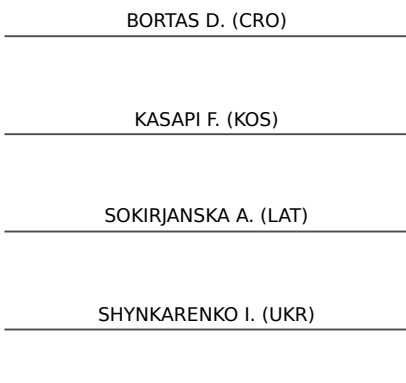 BORTAS D. (CRO)
KASAPI F. (KOS)
SOKIRJANSKA A. (LAT)
SHYNKARENKO I. (UKR)